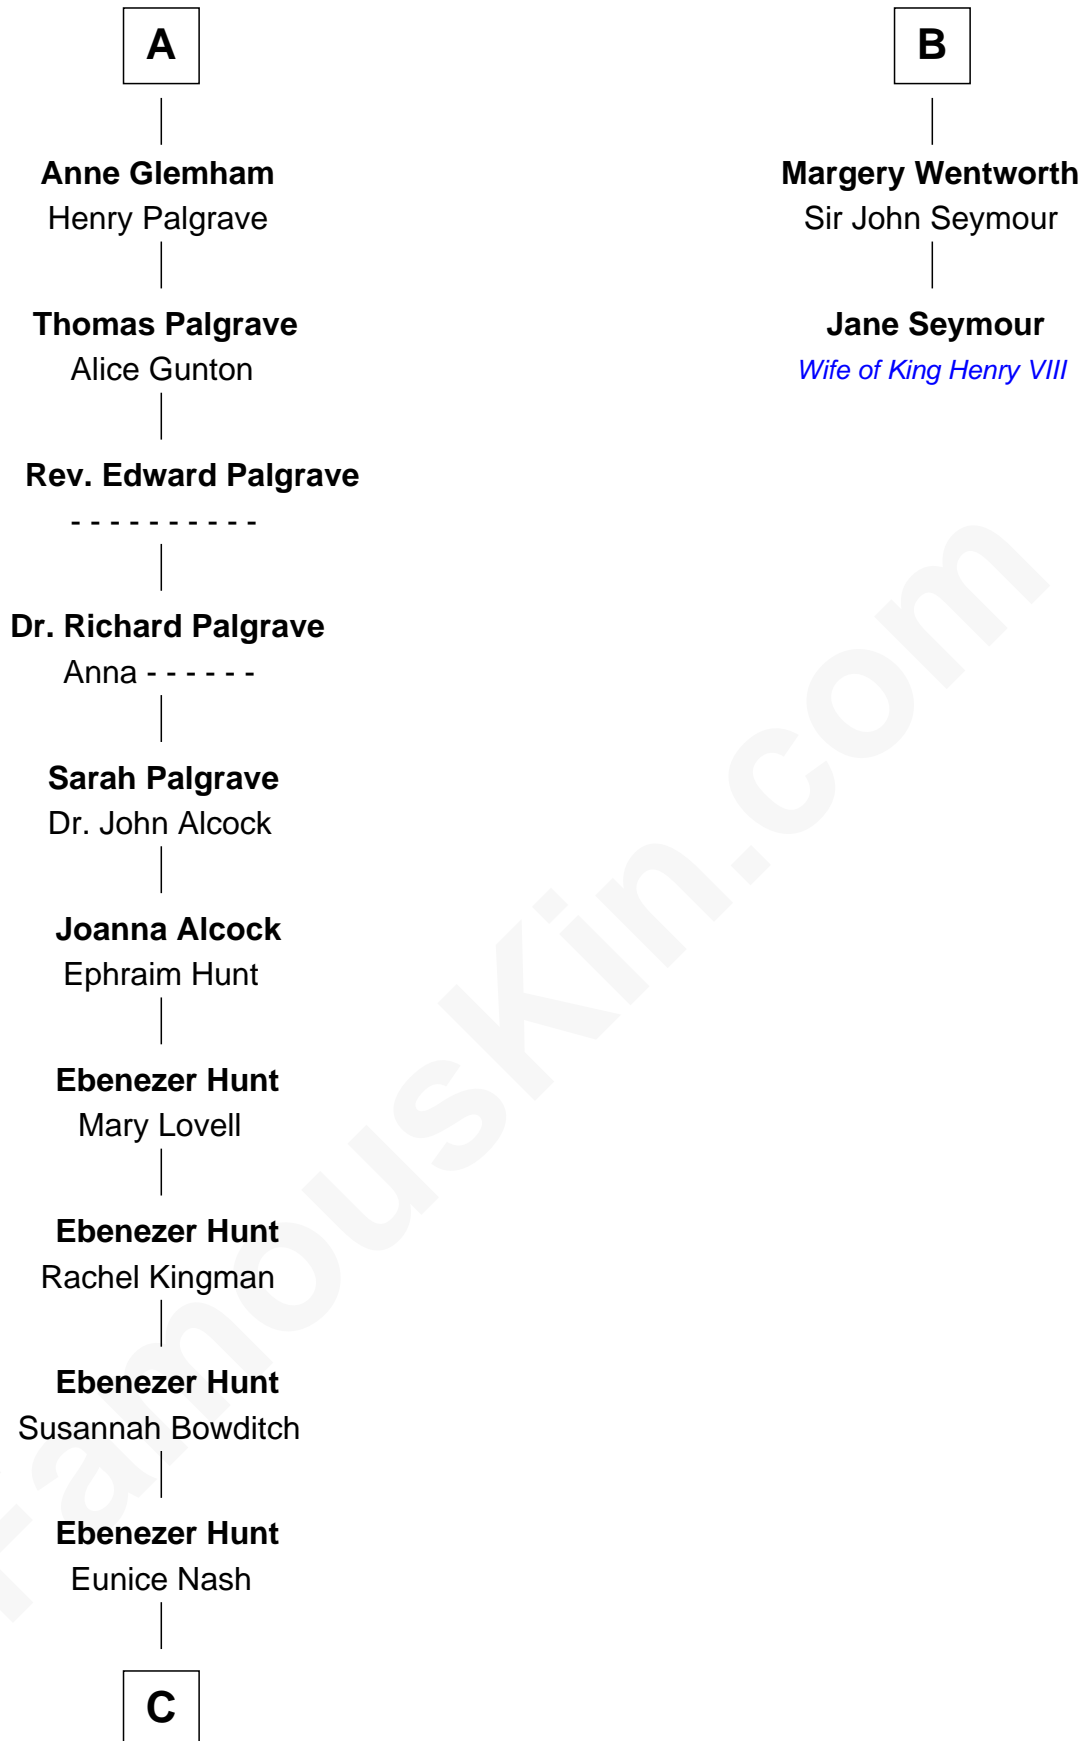 A
Anne Glemham
Henry Palgrave
Thomas Palgrave
Alice Gunton
Rev. Edward Palgrave
- - - - - - - - - -
Dr. Richard Palgrave
Anna - - - - - -
Sarah Palgrave
Dr. John Alcock
Joanna Alcock
Ephraim Hunt
Ebenezer Hunt
Mary Lovell
Ebenezer Hunt
Rachel Kingman
Ebenezer Hunt
Susannah Bowditch
Ebenezer Hunt
Eunice Nash
C
B
Margery Wentworth
Sir John Seymour
Jane Seymour
Wife of King Henry VIII
FamousKin.com